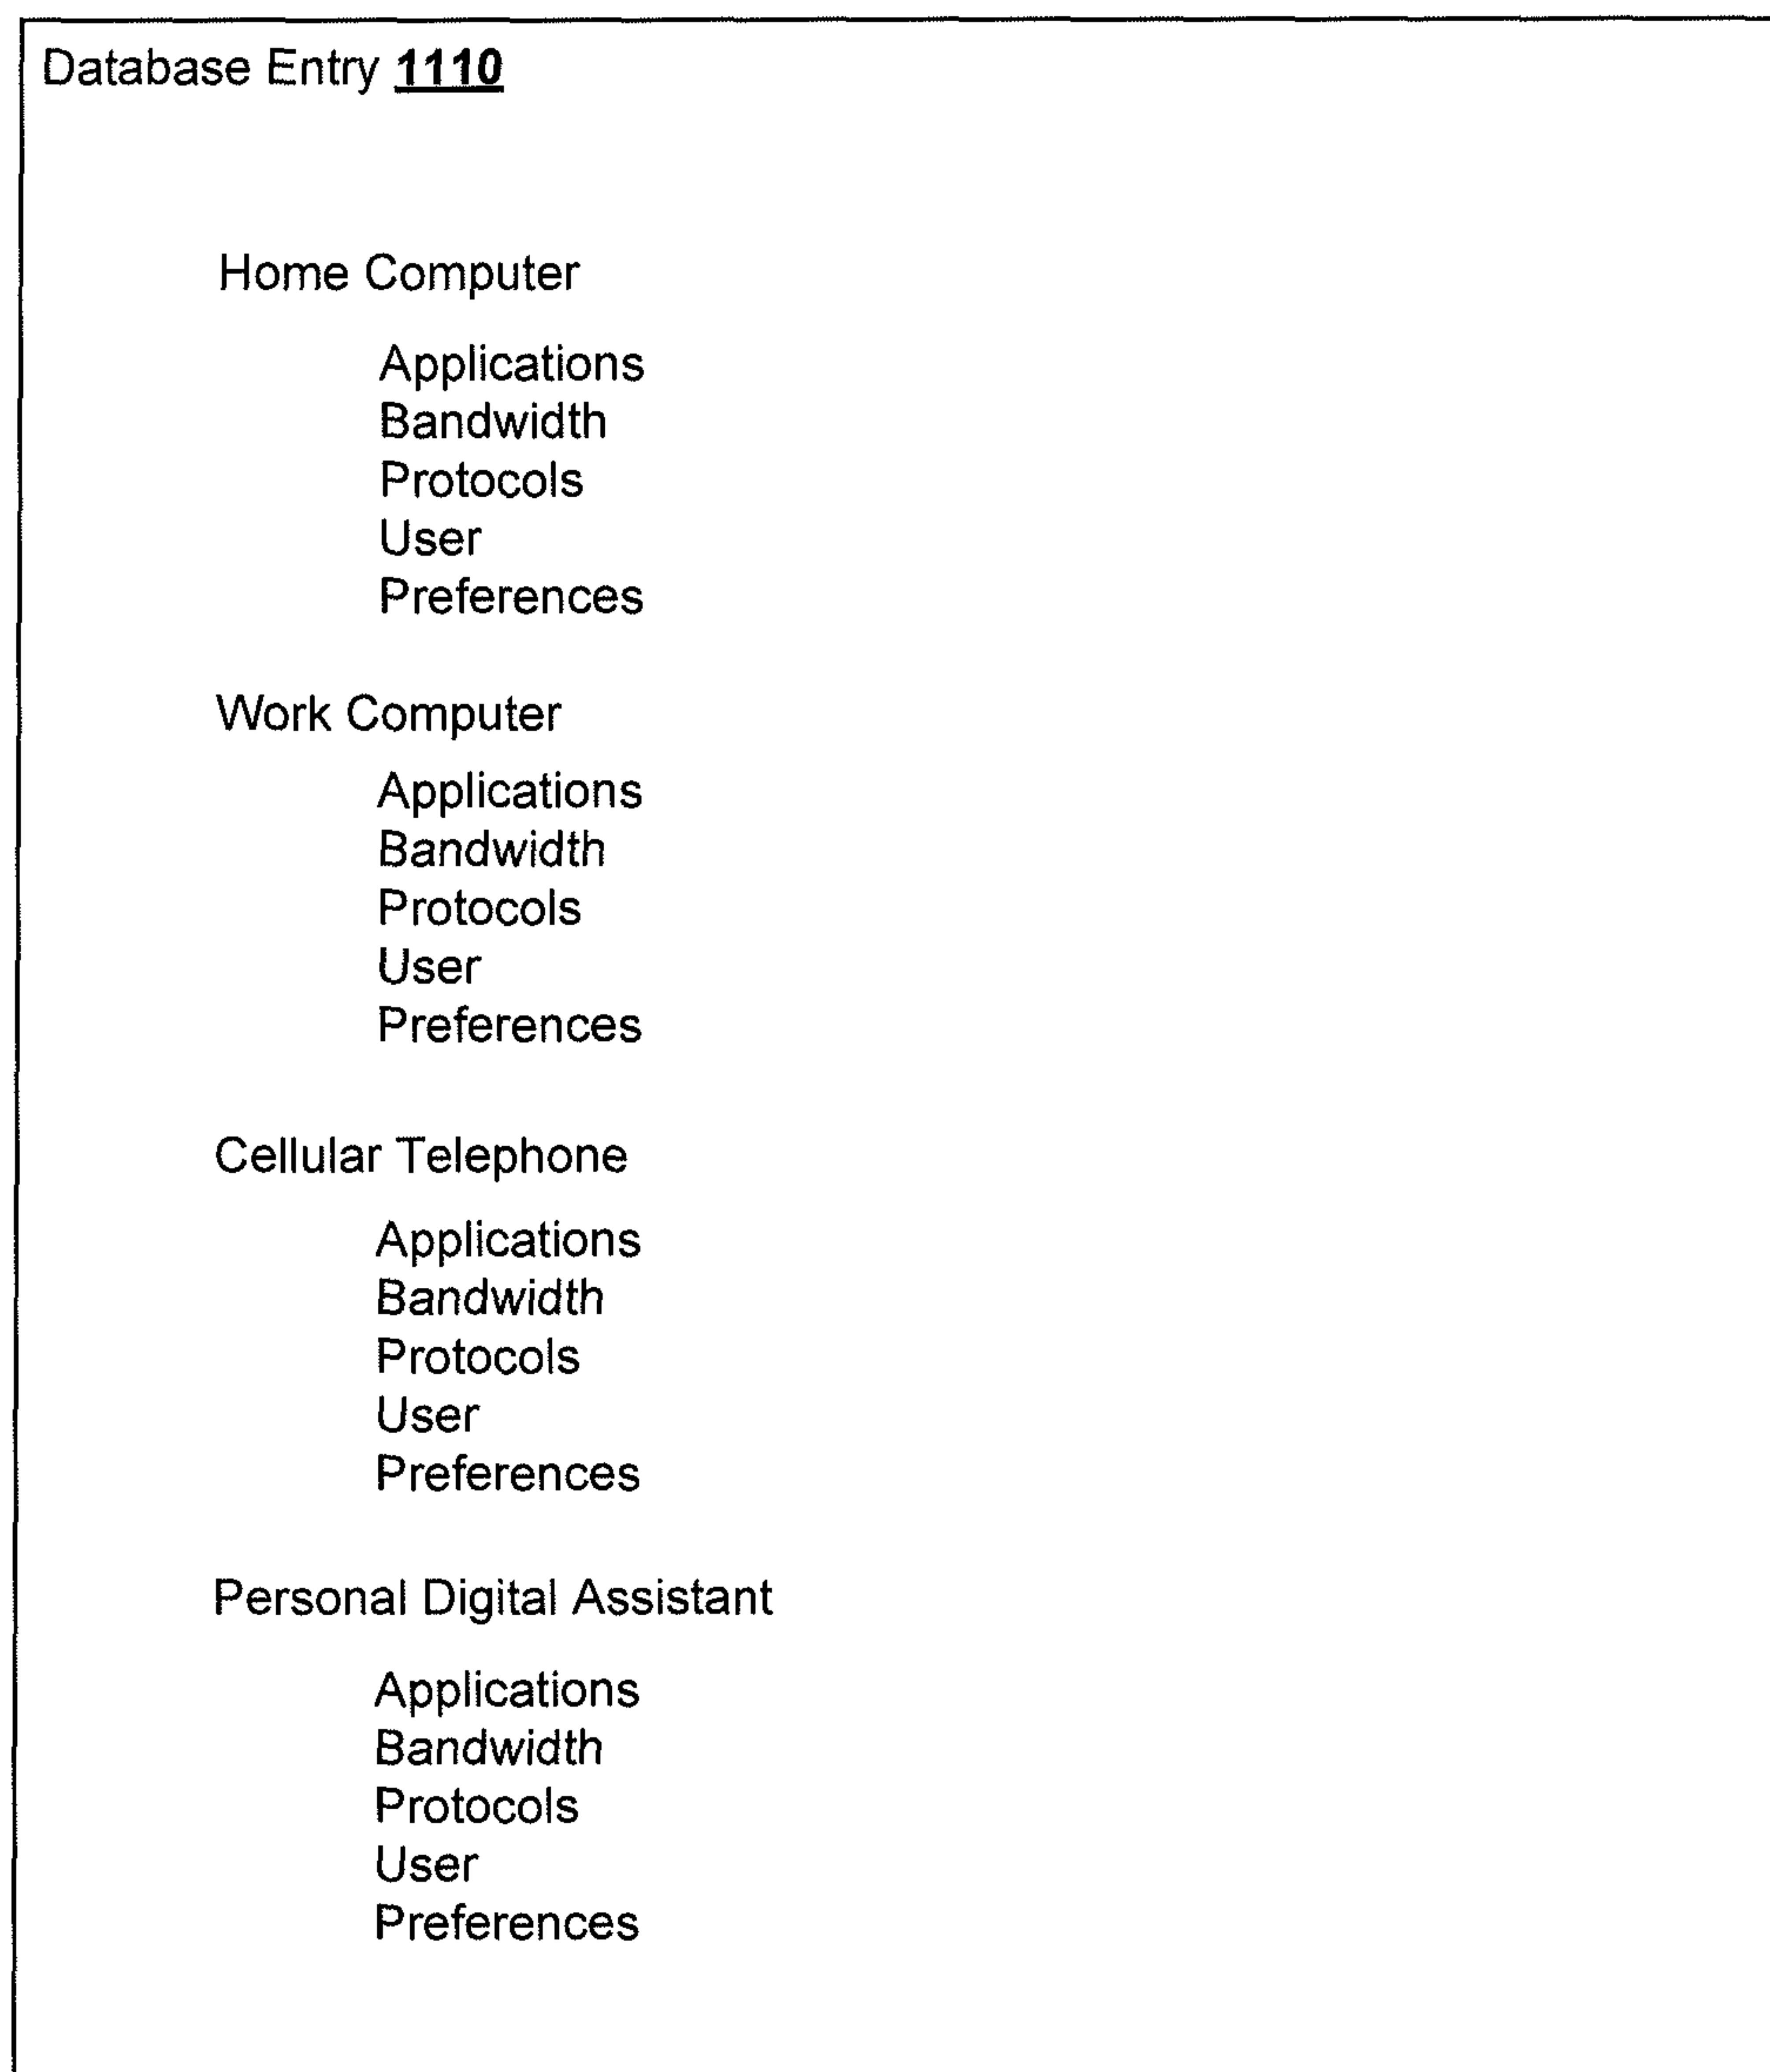 Database Entry 1110
Home Computer
Applications
Bandwidth
Protocols
User
Preferences
Work Computer
Applications
Bandwidth
Protocols
User
Preferences
Cellular Telephone
Applications
Bandwidth
Protocols
User
Preferences
Personal Digital Assistant
Applications
Bandwidth
Protocols
User
Preferences